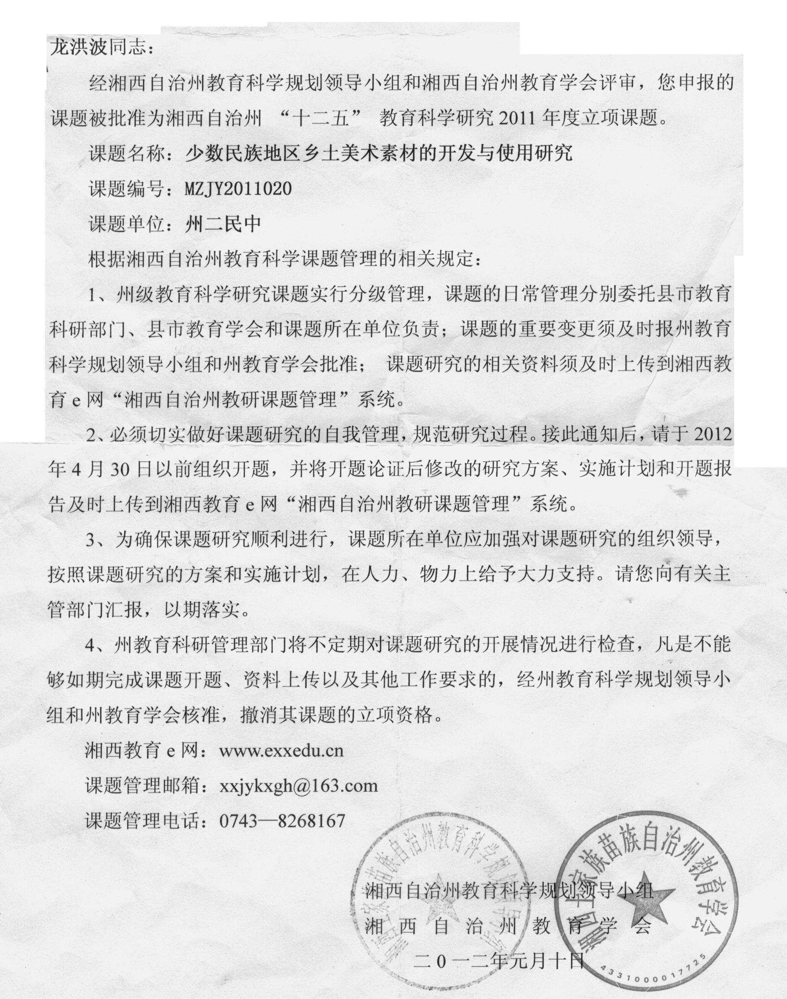 龙洪波同志：
经湘西自治州教育科学规划领导小组和湘西自治州教育学会评审，您申报的
课题被批准为湘西自治州 “十二五” 教育科学研究 2011 年度立项课题。
课题名称：少数民族地区乡土美术素材的开发与使用研究
课题编号：MZJY2011020
课题单位：州二民中
根据湘西自治州教育科学课题管理的相关规定：
1、州级教育科学研究课题实行分级管理，课题的日常管理分别委托县市教育
科研部门、县市教育学会和课题所在单位负责；课题的重要变更须及时报州教育
科学规划领导小组和州教育学会批准； 课题研究的相关资料须及时上传到湘西教
育 e 网“湘西自治州教研课题管理”系统。
2、必须切实做好课题研究的自我管理，规范研究过程。接此通知后，请于 2012
年 4 月 30 日以前组织开题，并将开题论证后修改的研究方案、实施计划和开题报
告及时上传到湘西教育 e 网“湘西自治州教研课题管理”系统。
3、为确保课题研究顺利进行，课题所在单位应加强对课题研究的组织领导，
按照课题研究的方案和实施计划，在人力、物力上给予大力支持。请您向有关主
管部门汇报，以期落实。
4、州教育科研管理部门将不定期对课题研究的开展情况进行检查，凡是不能
够如期完成课题开题、资料上传以及其他工作要求的，经州教育科学规划领导小
组和州教育学会核准，撤消其课题的立项资格。
湘西教育 e 网：www.exxedu.cn
课题管理邮箱：xxjykxgh@163.com
课题管理电话：0743—8268167
湘西自治州教育科学规划领导小组
湘西自治州教育学会
二0一二年元月十日
湘西土家族苗族自治州教育学会
4331000017725